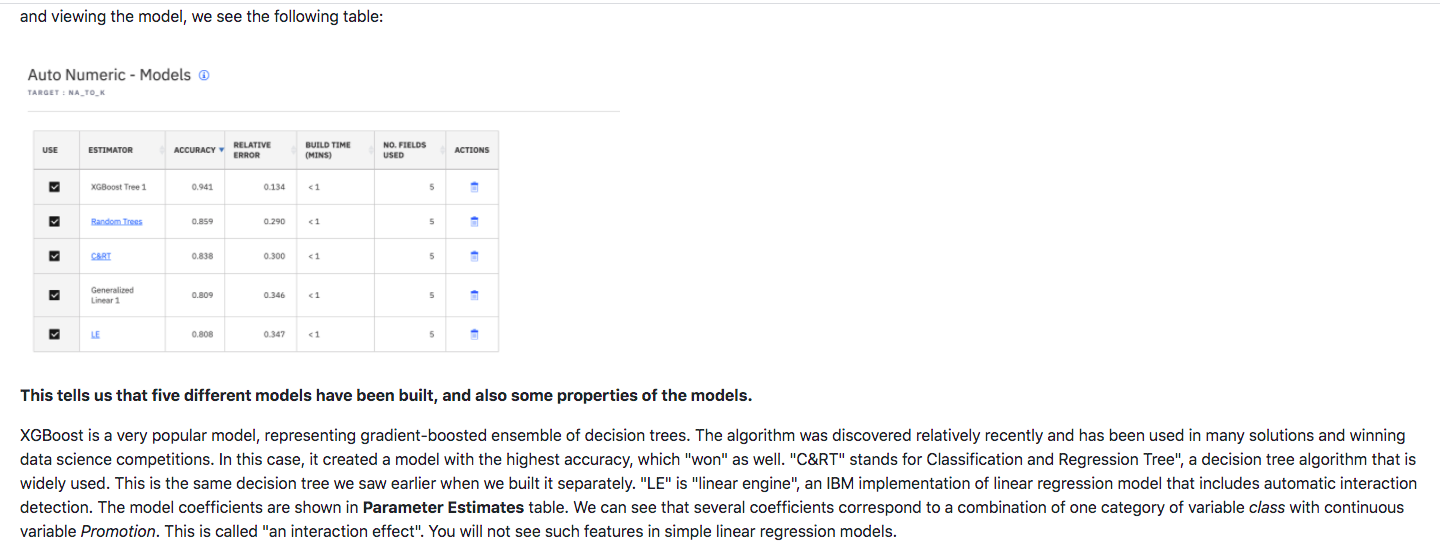 and viewing the model, we see the following table:
Auto Numeric - Models
TARGET : NA_TO_K
USE ESTIMATOR ACCURACY RELATIVE ERROR BUILD TIME (MINS) NO. FIELDS USED ACTIONS
XGBoost Tree 1 0.941 0.134 < 1 5
Random Trees 0.859 0.290 < 1 5
C&RT 0.838 0.300 < 1 5
Generalized Linear 1 0.809 0.346 < 1 5
LE 0.808 0.347 < 1 5
This tells us that five different models have been built, and also some properties of the models.
XGBoost is a very popular model, representing gradient-boosted ensemble of decision trees. The algorithm was discovered relatively recently and has been used in many solutions and winning
data science competitions. In this case, it created a model with the highest accuracy, which "won" as well. "C&RT" stands for Classification and Regression Tree", a decision tree algorithm that is
widely used. This is the same decision tree we saw earlier when we built it separately. "LE" is "linear engine", an IBM implementation of linear regression model that includes automatic interaction
detection. The model coefficients are shown in Parameter Estimates table. We can see that several coefficients correspond to a combination of one category of variable class with continuous
variable Promotion. This is called "an interaction effect". You will not see such features in simple linear regression models.